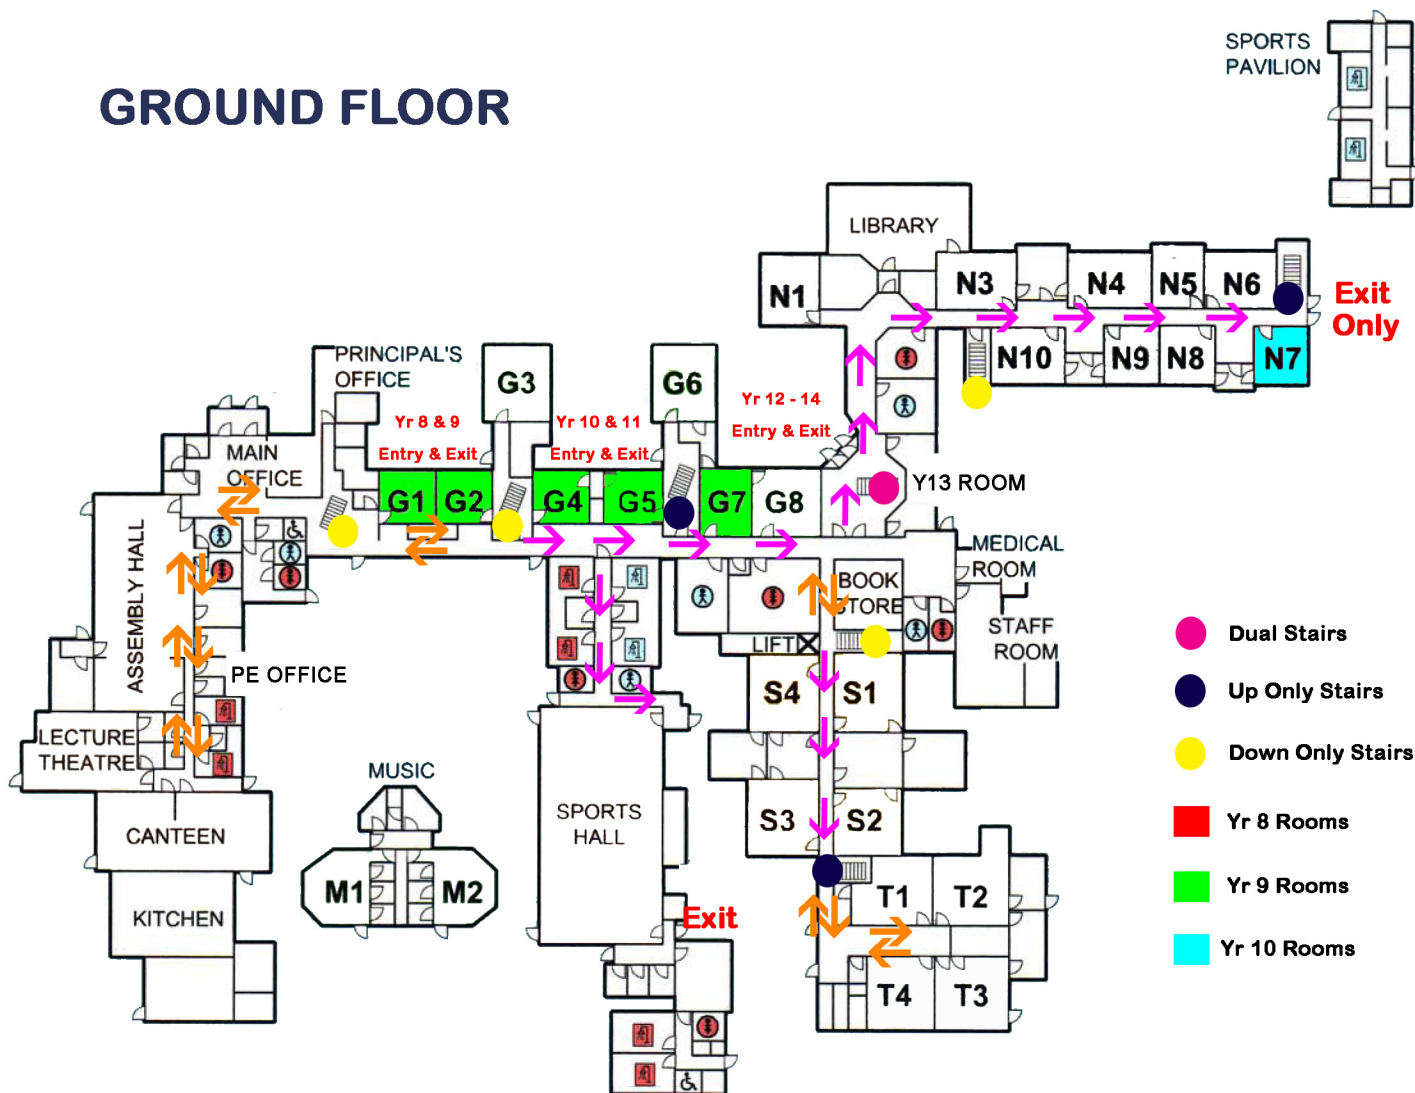 SPORTS
PAVILION
GROUND FLOOR
LIBRARY
N1
N3
N4
N5
N6
Exit
Only
N10
N9
N8
N7
PRINCIPAL'S
OFFICE
G3
G6
Yr 8 & 9
Entry & Exit
Yr 10 & 11
Entry & Exit
Yr 12 - 14
Entry & Exit
MAIN
OFFICE
G1
G2
G4
G5
G7
G8
Y13 ROOM
ASSEMBLY HALL
MEDICAL
ROOM
BOOK
STORE
STAFF
ROOM
LIFT
PE OFFICE
S4
S1
LECTURE
THEATRE
MUSIC
SPORTS
HALL
S3
S2
CANTEEN
KITCHEN
M1
M2
Exit
T1
T2
T4
T3
Dual Stairs
Up Only Stairs
Down Only Stairs
Yr 8 Rooms
Yr 9 Rooms
Yr 10 Rooms